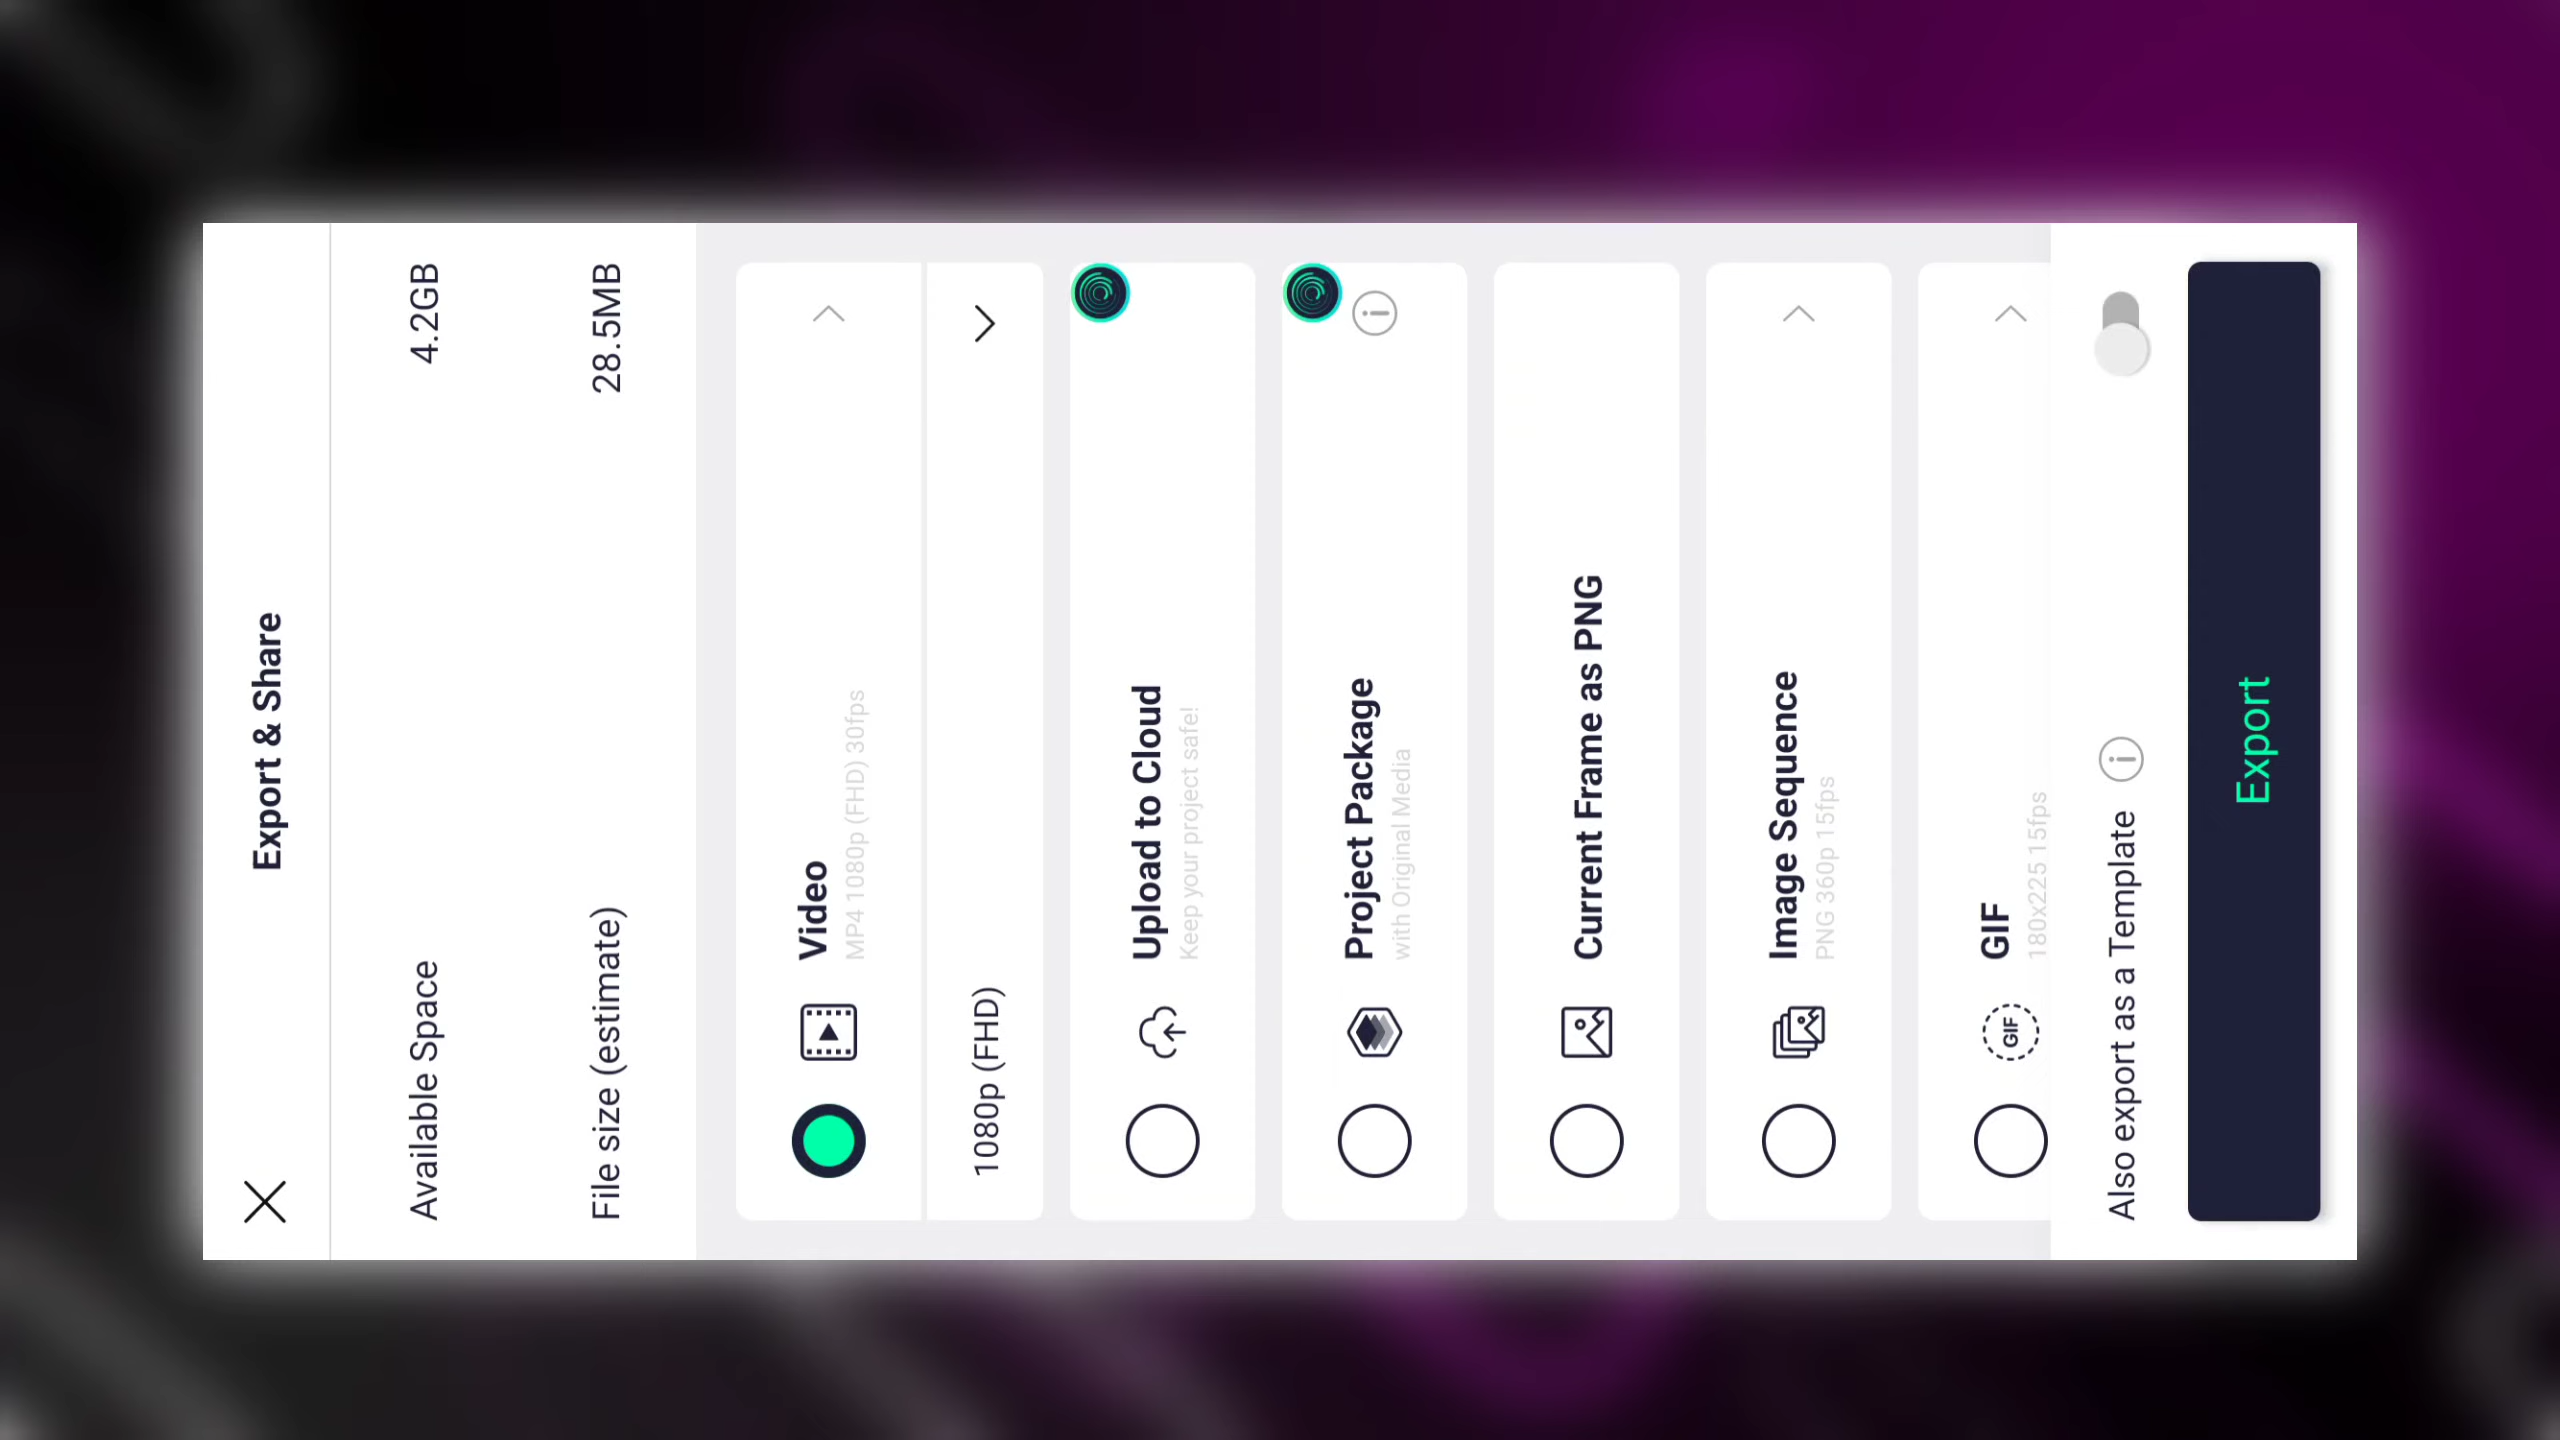 Export & Share
Available Space 4.2GB
File size (estimate) 28.5MB
Video
MP4 1080p (FHD) 30fps
1080p (FHD)
Upload to Cloud
Keep your project safe!
Project Package
with Original Media
Current Frame as PNG
Image Sequence
PNG 360p 15fps
GIF
GIF
180x225 15fps
Also export as a Template
Export